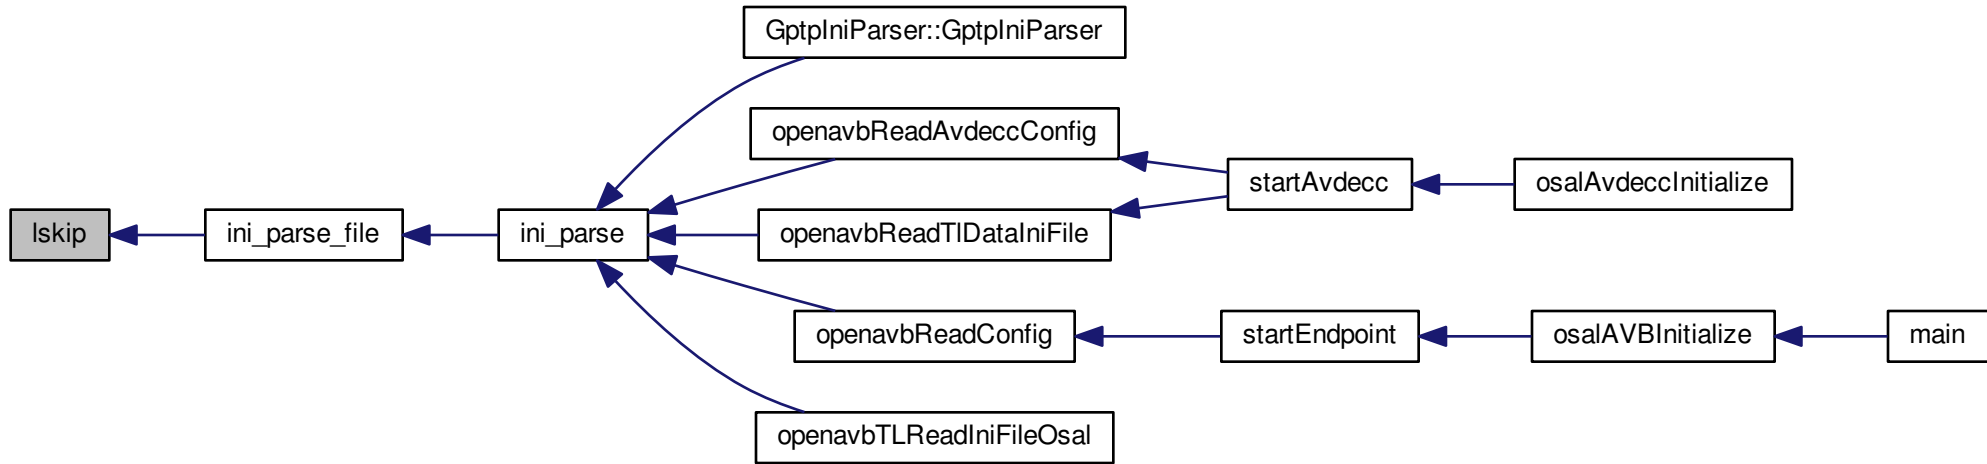 GptpIniParser::GptpIniParser
openavbReadAvdeccConfig
startAvdecc
osalAvdeccInitialize
lskip
ini_parse_file
ini_parse
openavbReadTlDataIniFile
openavbReadConfig
startEndpoint
osalAVBInitialize
main
openavbTLReadIniFileOsal